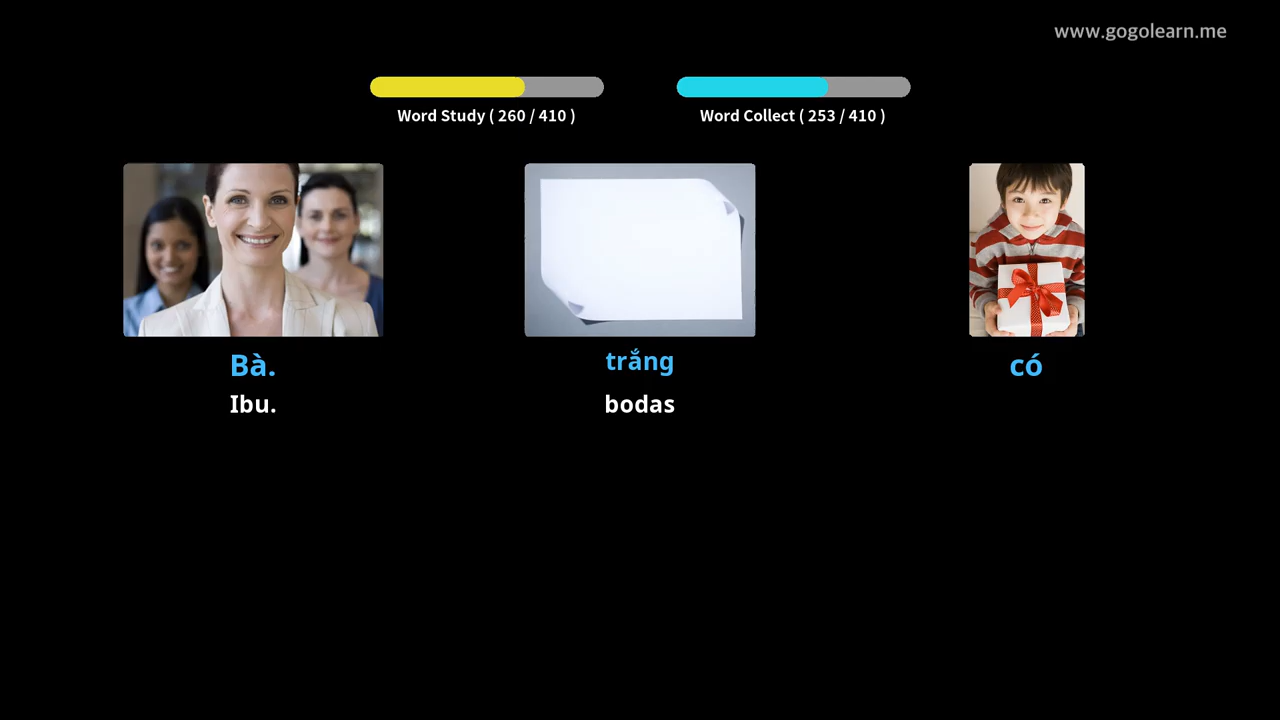 www.gogolearn.me
Word Study ( 260 / 410 )
Word Collect ( 253 / 410 )
Bà.
Ibu.
trắng
bodas
có